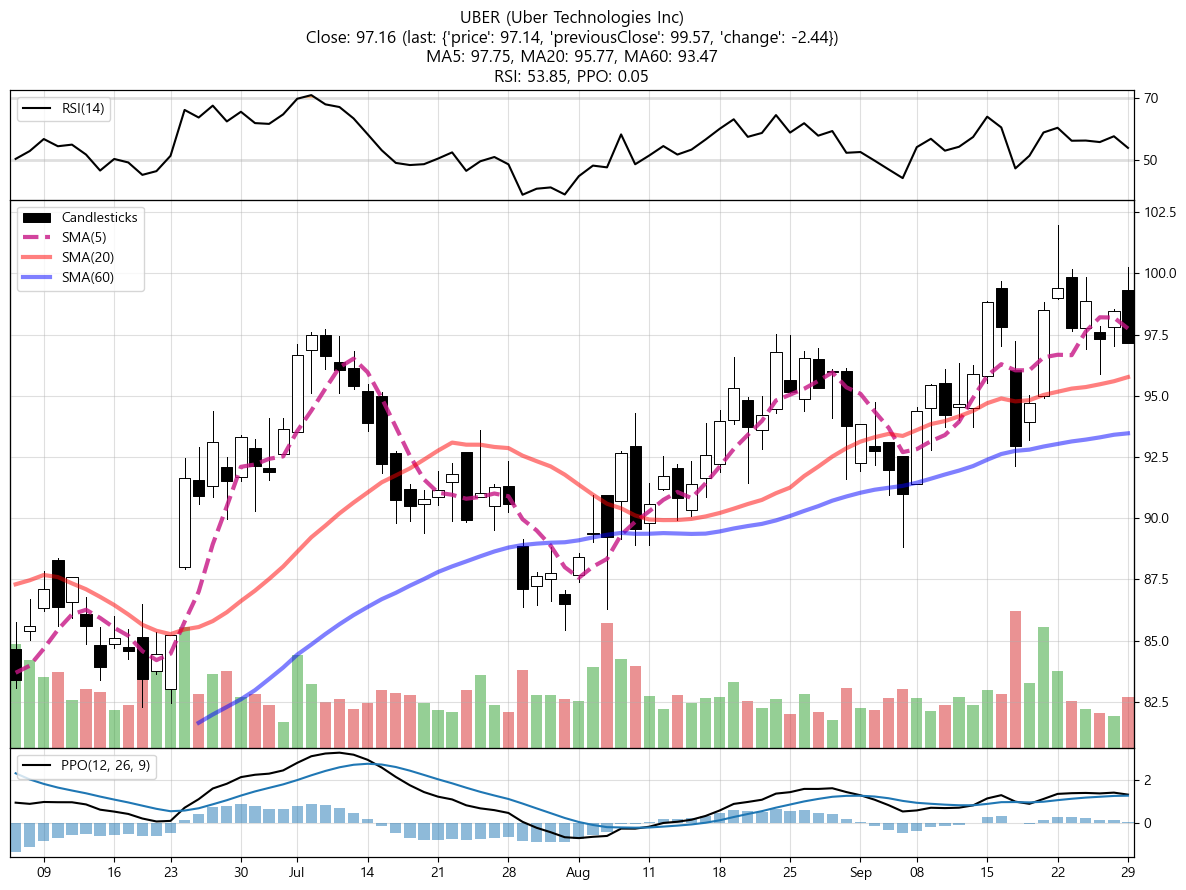 UBER (Uber Technologies Inc)
Close: 97.16 (last: {'price': 97.14, 'previousClose': 99.57, 'change': -2.44})
MA5: 97.75, MA20: 95.77, MA60: 93.47
RSI: 53.85, PPO: 0.05
RSI(14)
70
50
Candlesticks
SMA(5)
SMA(20)
SMA(60)
102.5
100.0
97.5
95.0
92.5
90.0
87.5
85.0
82.5
PPO(12, 26, 9)
2
0
09 16 23 30 Jul 14 21 28 Aug 11 18 25 Sep 08 15 22 29